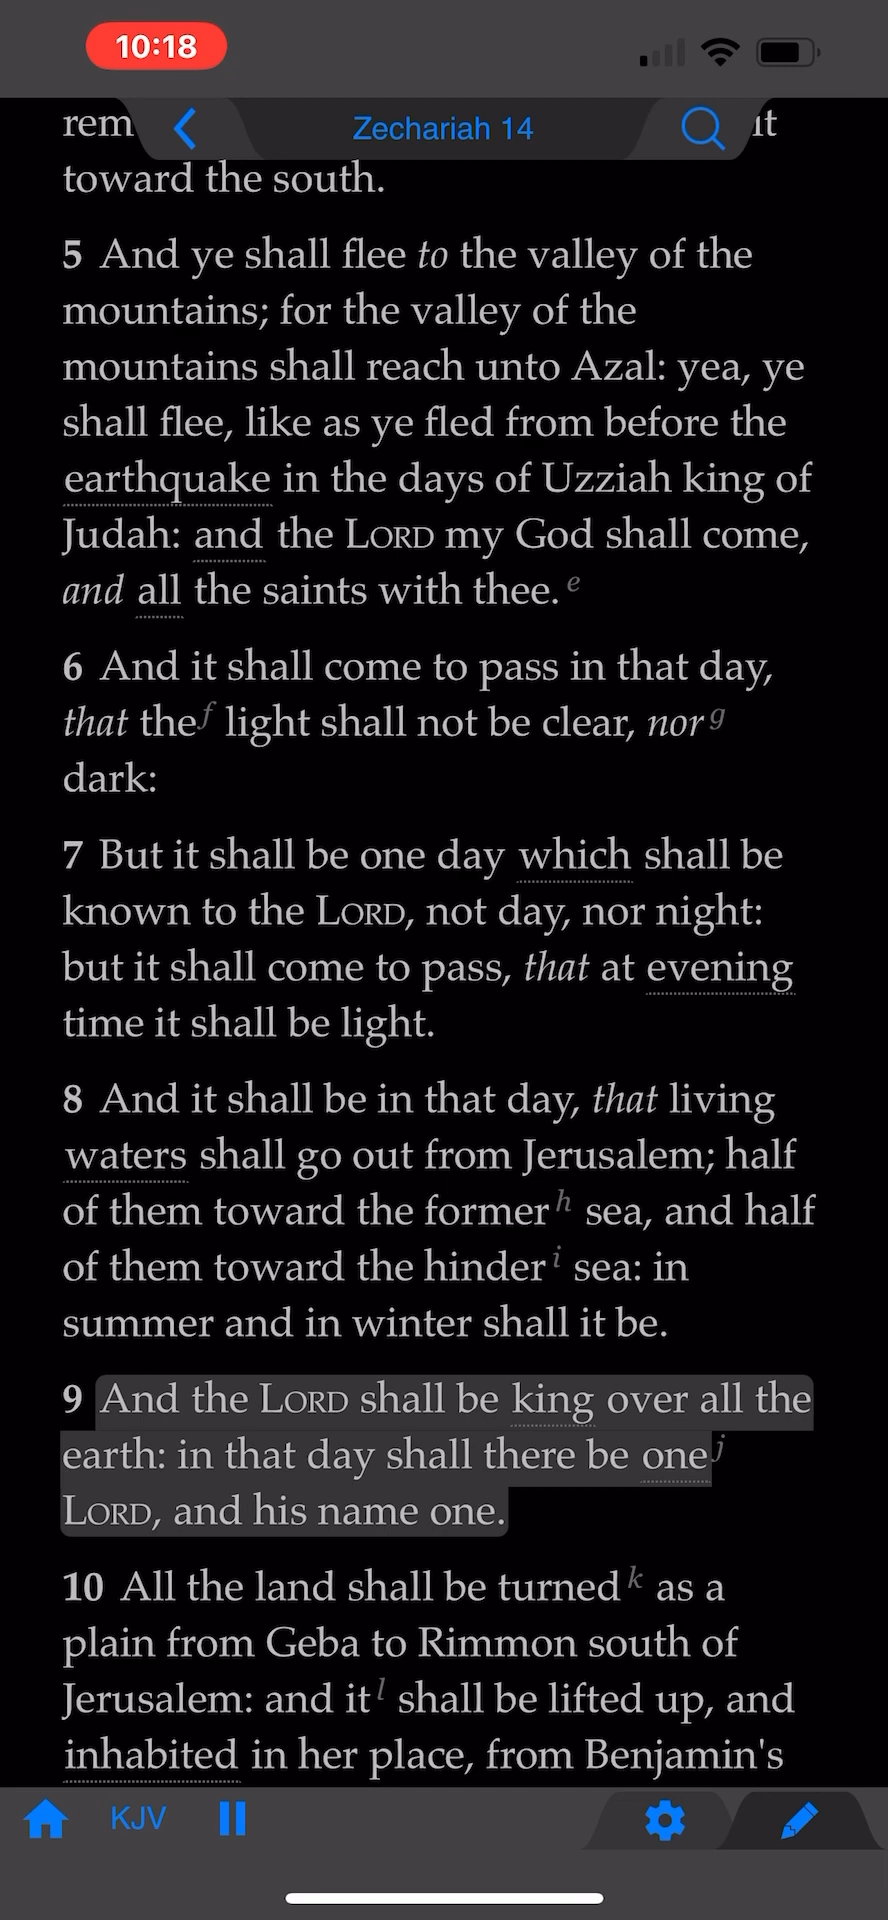 10:18
Zechariah 14
rem
it
toward the south.
5 And ye shall flee to the valley of the
mountains; for the valley of the
mountains shall reach unto Azal: yea, ye
shall flee, like as ye fled from before the
earthquake in the days of Uzziah king of
Judah: and the LORD my God shall come,
and all the saints with thee. e
6 And it shall come to pass in that day,
that the f light shall not be clear, nor g
dark:
7 But it shall be one day which shall be
known to the LORD, not day, nor night:
but it shall come to pass, that at evening
time it shall be light.
8 And it shall be in that day, that living
waters shall go out from Jerusalem; half
of them toward the former h sea, and half
of them toward the hinder i sea: in
summer and in winter shall it be.
9 And the LORD shall be king over all the
earth: in that day shall there be one j
LORD, and his name one.
10 All the land shall be turned k as a
plain from Geba to Rimmon south of
Jerusalem: and it l shall be lifted up, and
inhabited in her place, from Benjamin's
KJV